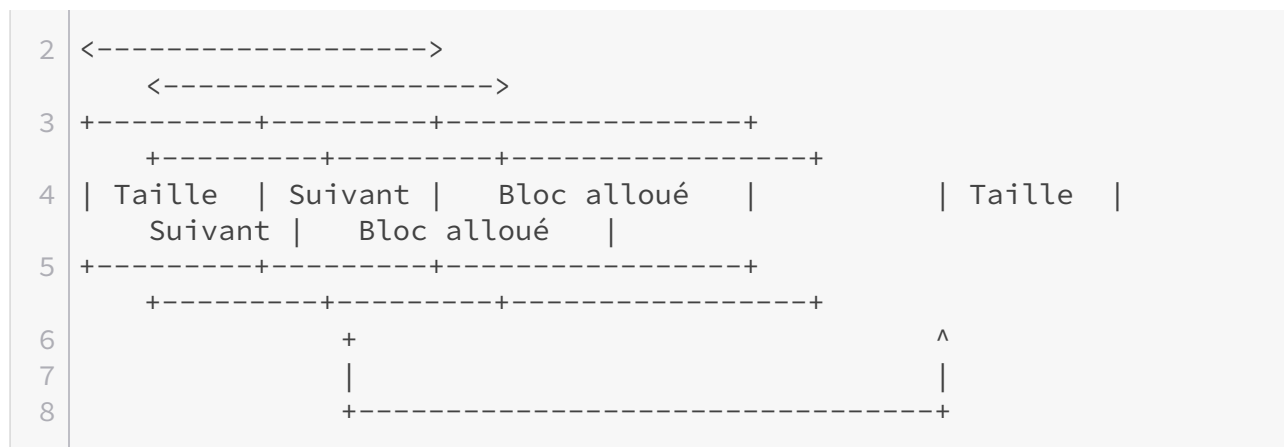 2 <------------------->
<------------------->
3 +---------+---------+-----------------+
+---------+---------+-----------------+
4 | Taille  | Suivant |   Bloc alloué   |          | Taille  |
Suivant |   Bloc alloué   |
5 +---------+---------+-----------------+
+---------+---------+-----------------+
6                +                                  ^
7                |                                  |
8                +----------------------------------+